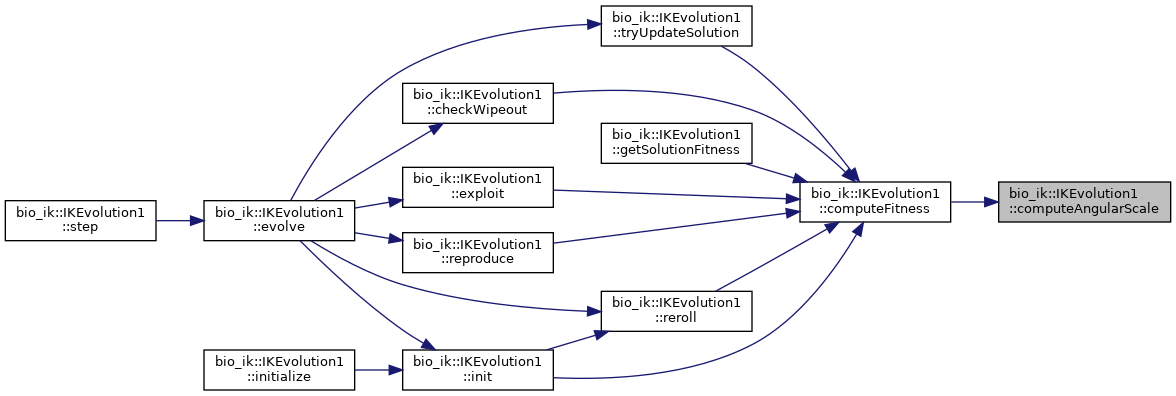 bio_ik::IKEvolution1
::step
bio_ik::IKEvolution1
::evolve
bio_ik::IKEvolution1
::initialize
bio_ik::IKEvolution1
::checkWipeout
bio_ik::IKEvolution1
::exploit
bio_ik::IKEvolution1
::reproduce
bio_ik::IKEvolution1
::init
bio_ik::IKEvolution1
::tryUpdateSolution
bio_ik::IKEvolution1
::getSolutionFitness
bio_ik::IKEvolution1
::reroll
bio_ik::IKEvolution1
::computeFitness
bio_ik::IKEvolution1
::computeAngularScale